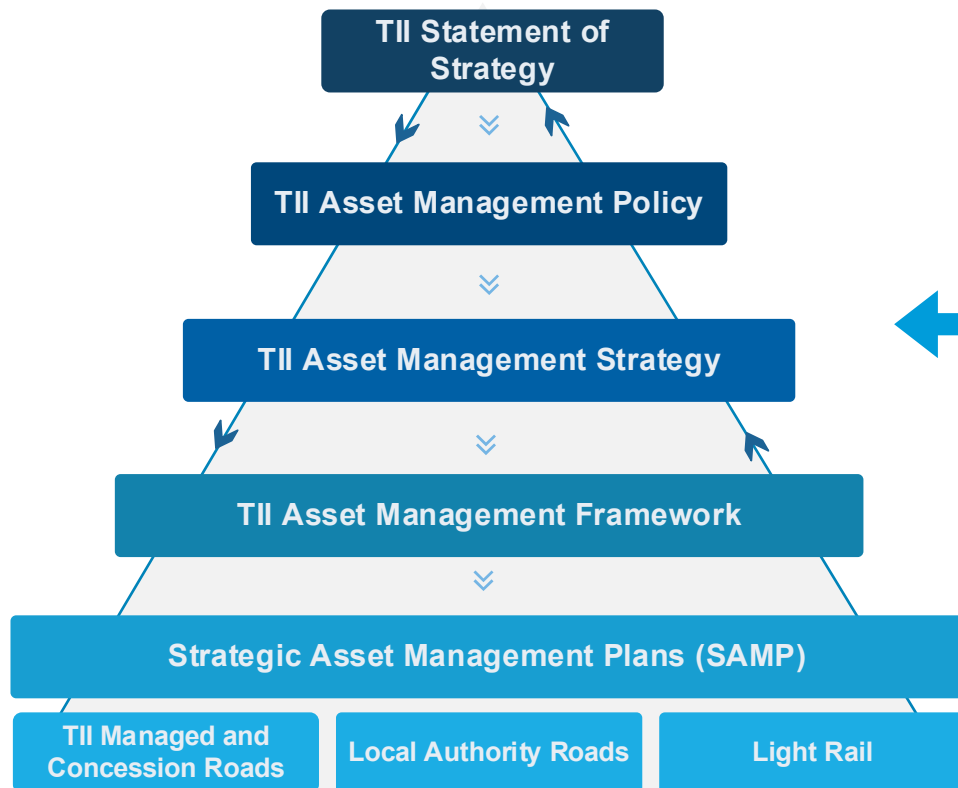 TII Statement of
Strategy
TII Asset Management Policy
TII Asset Management Strategy
TII Asset Management Framework
Strategic Asset Management Plans (SAMP)
TII Managed and
Concession Roads
Local Authority Roads
Light Rail